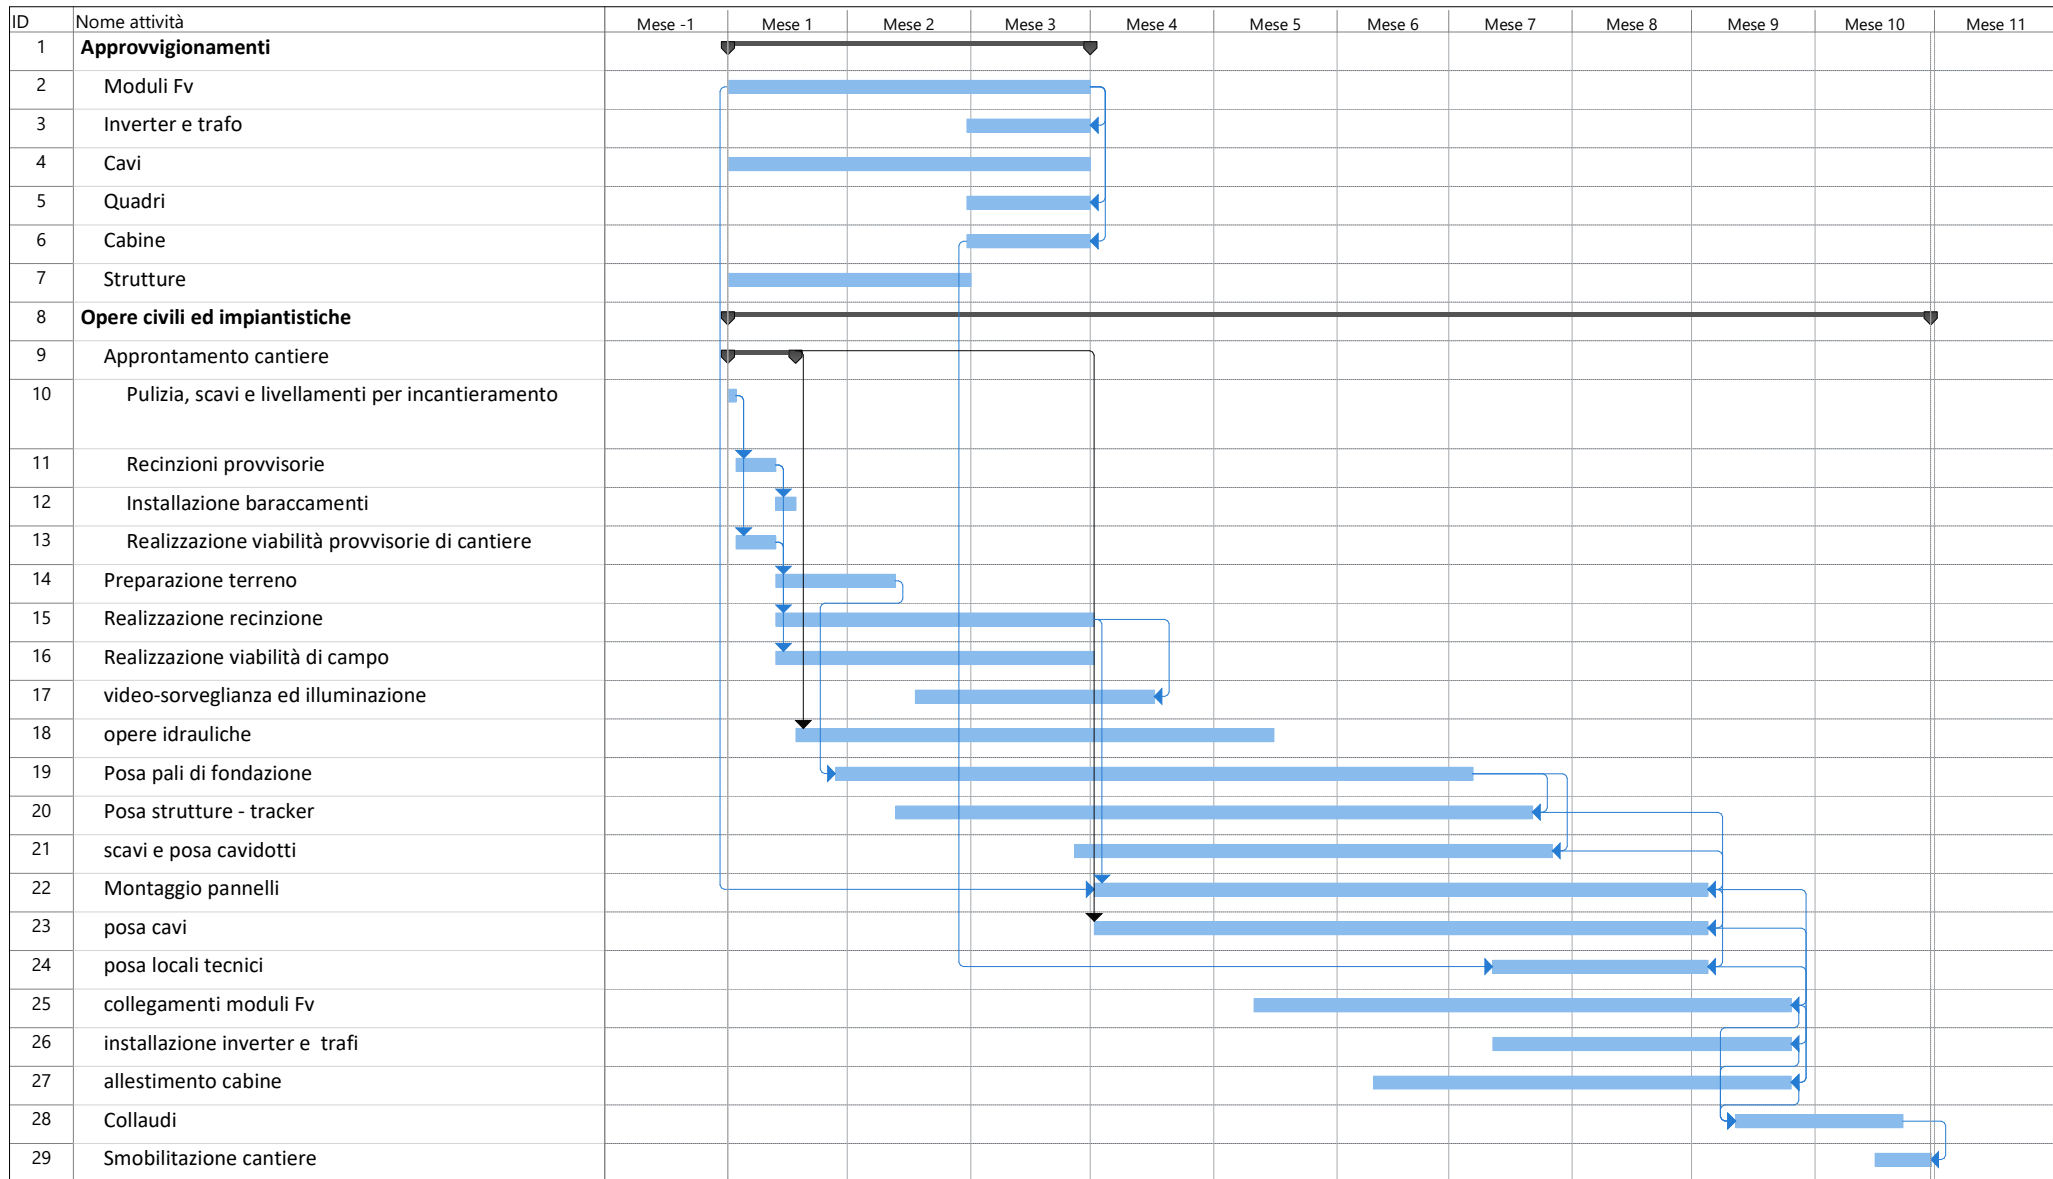 ID Nome attività Mese -1 Mese 1 Mese 2 Mese 3 Mese 4 Mese 5 Mese 6 Mese 7 Mese 8 Mese 9 Mese 10 Mese 11
1 Approvvigionamenti
2 Moduli Fv
3 Inverter e trafo
4 Cavi
5 Quadri
6 Cabine
7 Strutture
8 Opere civili ed impiantistiche
9 Approntamento cantiere
10 Pulizia, scavi e livellamenti per incantieramento
11 Recinzioni provvisorie
12 Installazione baraccamenti
13 Realizzazione viabilità provvisorie di cantiere
14 Preparazione terreno
15 Realizzazione recinzione
16 Realizzazione viabilità di campo
17 video-sorveglianza ed illuminazione
18 opere idrauliche
19 Posa pali di fondazione
20 Posa strutture - tracker
21 scavi e posa cavidotti
22 Montaggio pannelli
23 posa cavi
24 posa locali tecnici
25 collegamenti moduli Fv
26 installazione inverter e  trafi
27 allestimento cabine
28 Collaudi
29 Smobilitazione cantiere